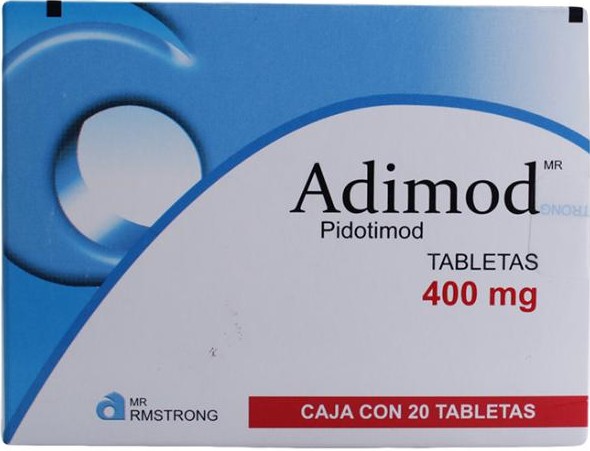 Adimod MR
Pidotimod
TABLETAS
400 mg
MR
RMSTRONG
CAJA CON 20 TABLETAS